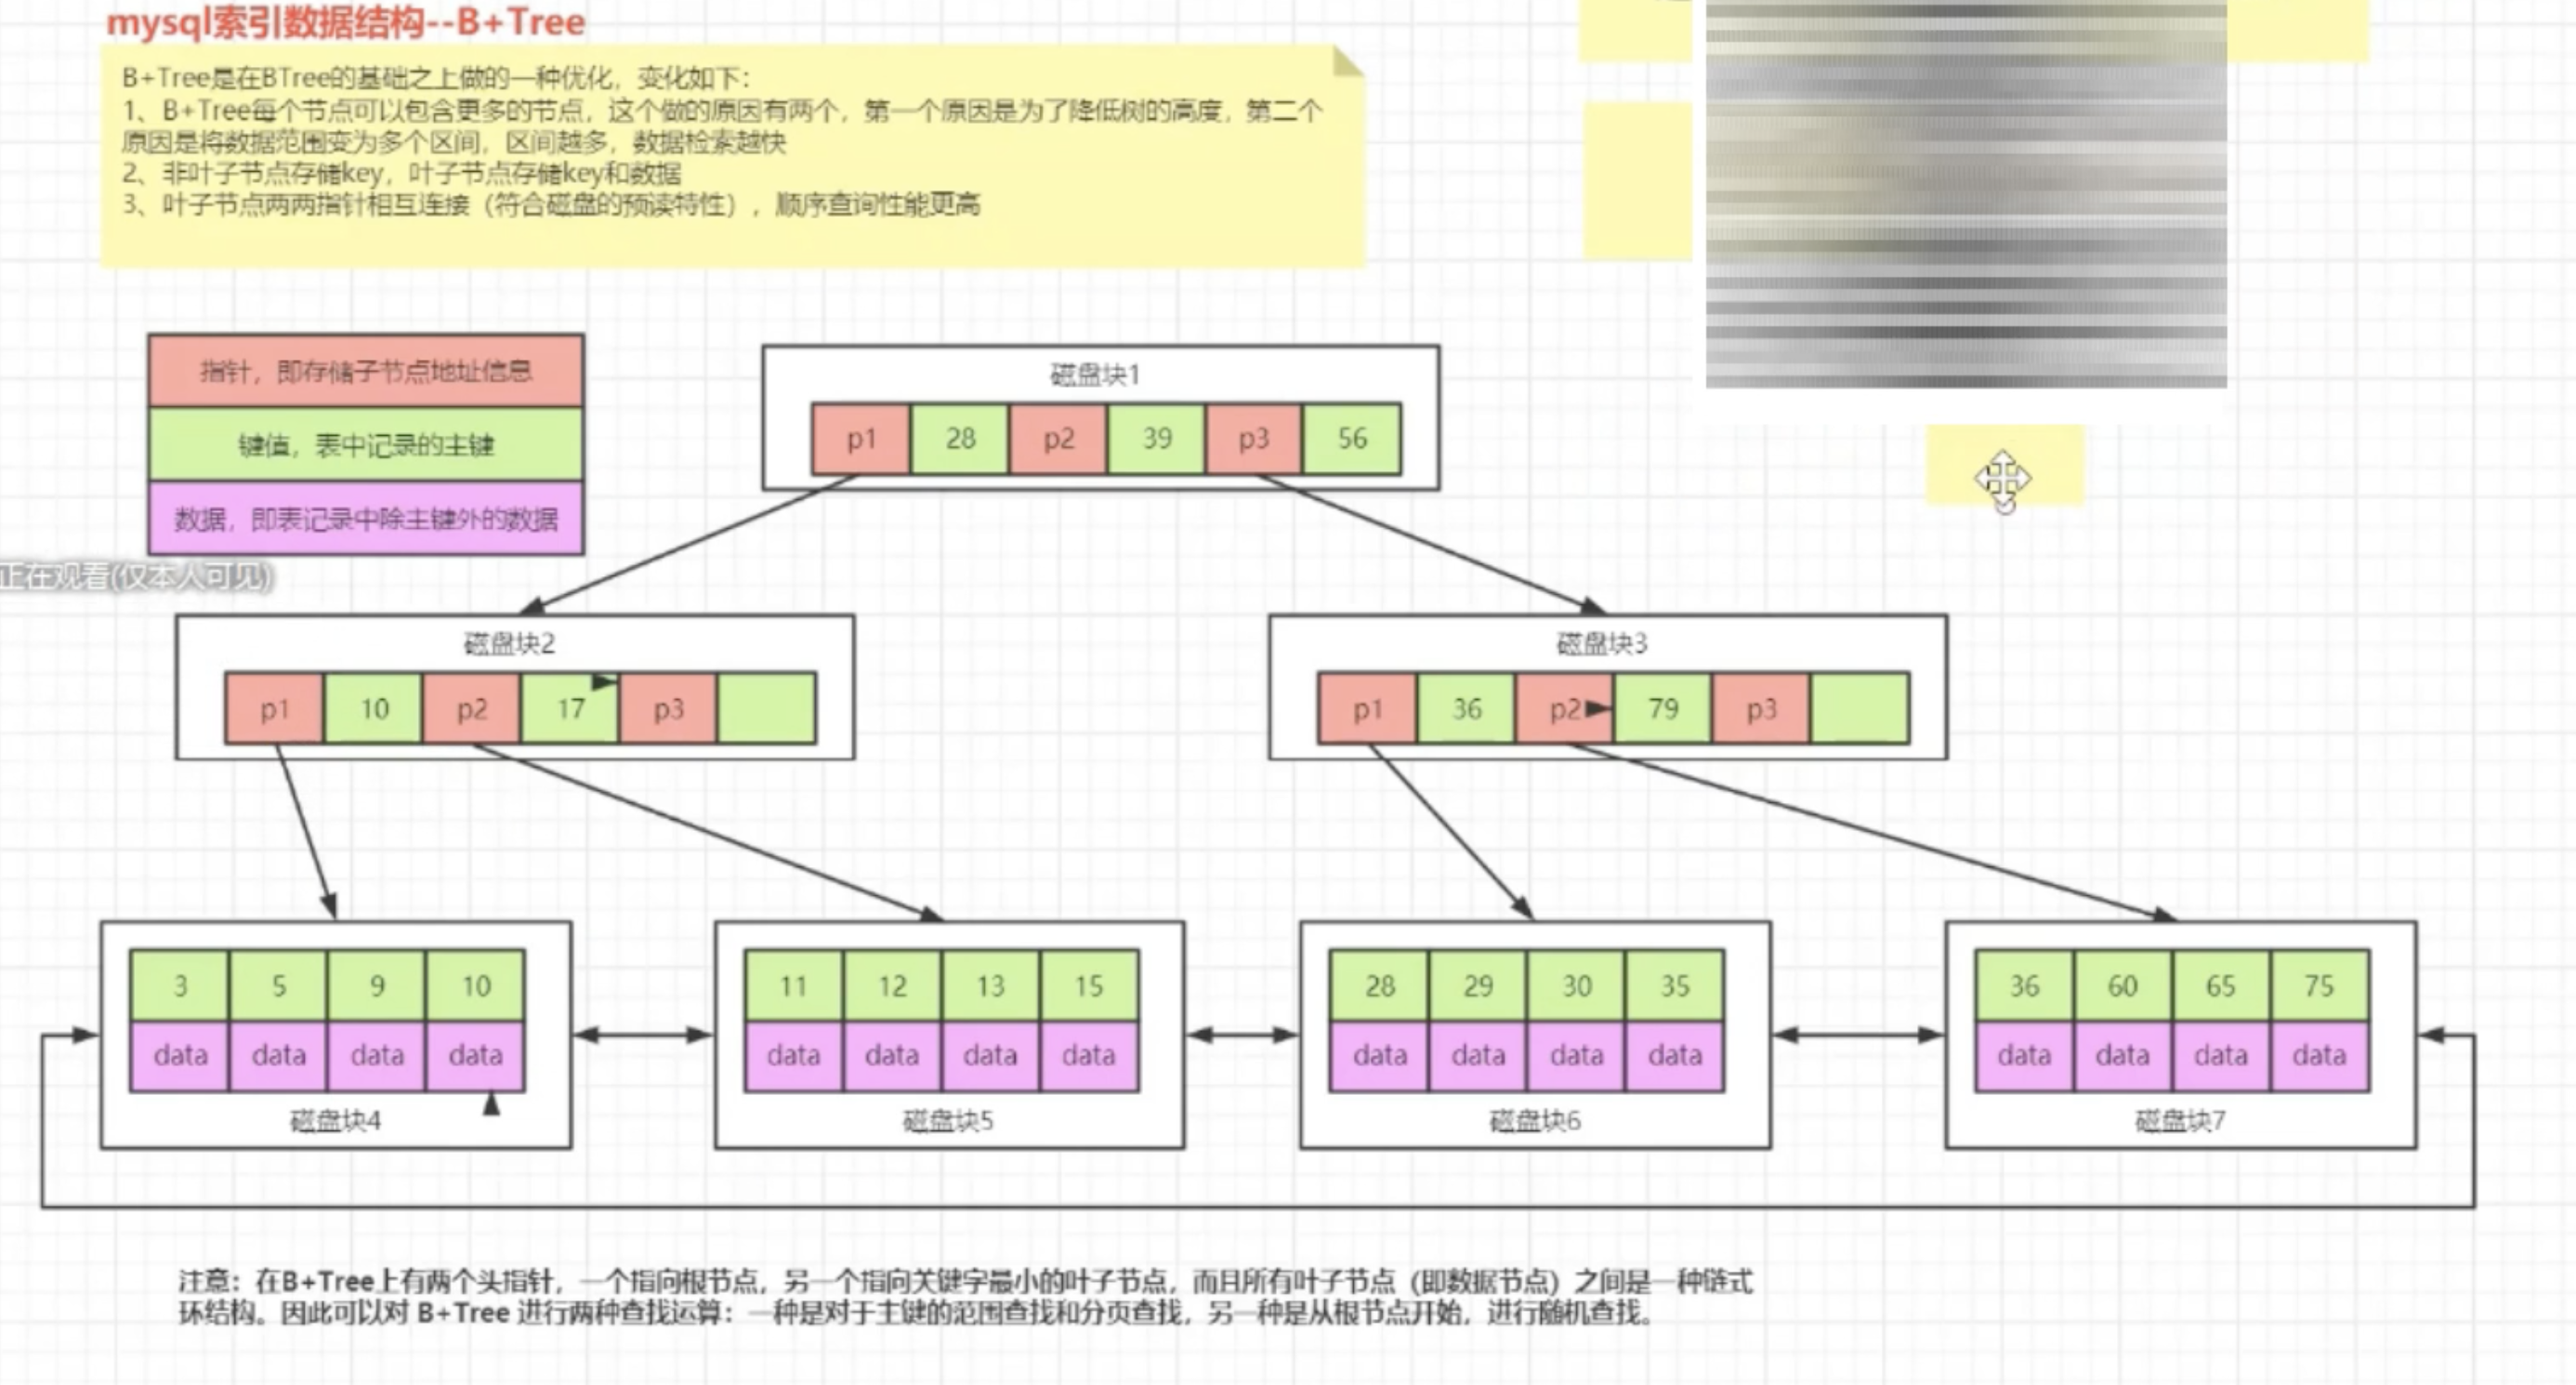 mysql索引数据结构--B+Tree
B+Tree是在BTree的基础之上做的一种优化，变化如下：
1、B+Tree每个节点可以包含更多的节点，这个做的原因有两个，第一个原因是为了降低树的高度，第二个
原因是将数据范围变为多个区间，区间越多，数据检索越快
2、非叶子节点存储key，叶子节点存储key和数据
3、叶子节点两两指针相互连接（符合磁盘的预读特性），顺序查询性能更高
指针，即存储子节点地址信息
键值，表中记录的主键
数据，即表记录中除主键外的数据
磁盘块1
p1 28 p2 39 p3 56
正在观看(仅本人可见)
磁盘块2
p1 10 p2 17 p3
磁盘块3
p1 36 p2 79 p3
3 5 9 10
data data data data
磁盘块4
11 12 13 15
data data data data
磁盘块5
28 29 30 35
data data data data
磁盘块6
36 60 65 75
data data data data
磁盘块7
注意：在B+Tree上有两个头指针，一个指向根节点，另一个指向关键字最小的叶子节点，而且所有叶子节点（即数据节点）之间是一种链式
环结构。因此可以对 B+Tree 进行两种查找运算：一种是对于主键的范围查找和分页查找，另一种是从根节点开始，进行随机查找。